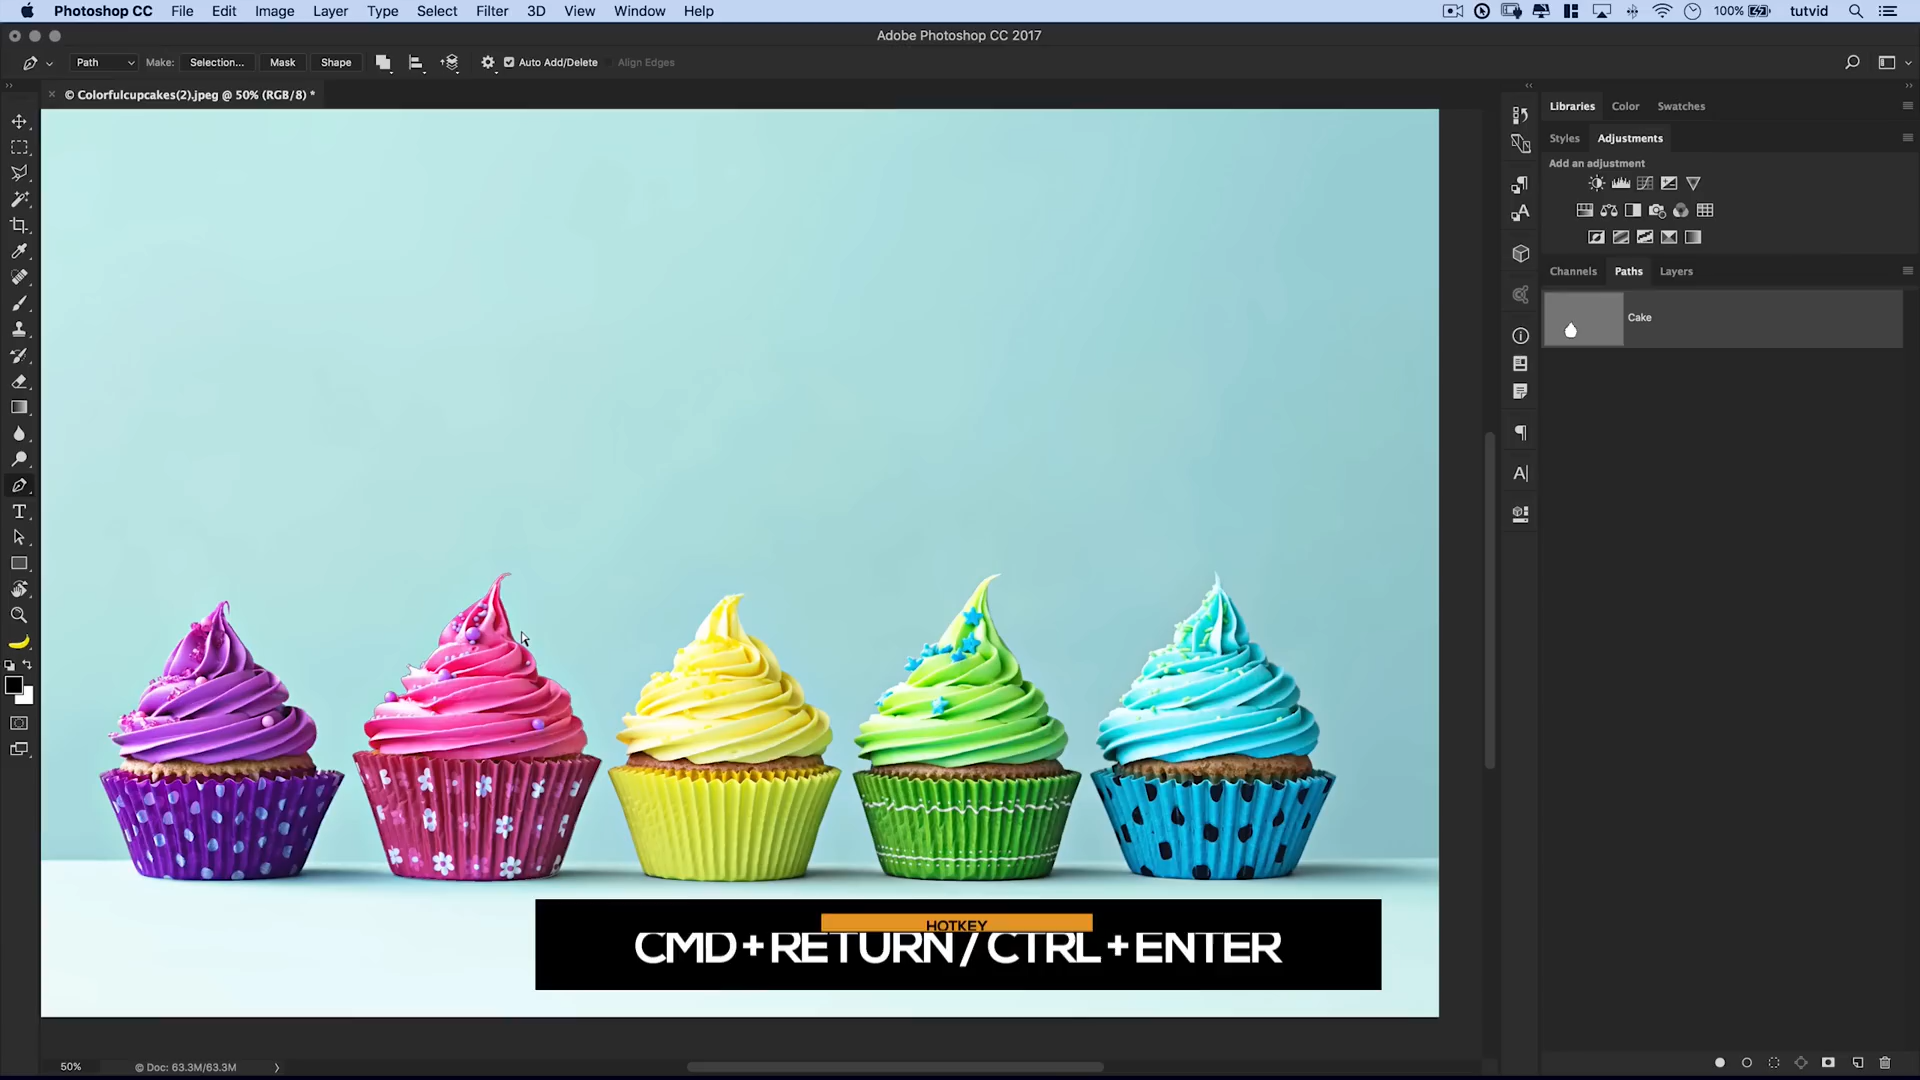 Photoshop CC File Edit Image Layer Type Select Filter 3D View Window Help 100% tutvid
Adobe Photoshop CC 2017
Path Make: Selection... Mask Shape Auto Add/Delete Align Edges
© Colorfulcupcakes(2).jpeg @ 50% (RGB/8) *
Libraries Color Swatches
Styles Adjustments
Add an adjustment
Channels Paths Layers
Cake
HOTKEY
CMD+RETURN/CTRL+ENTER
50% © Doc: 63.3M/63.3M